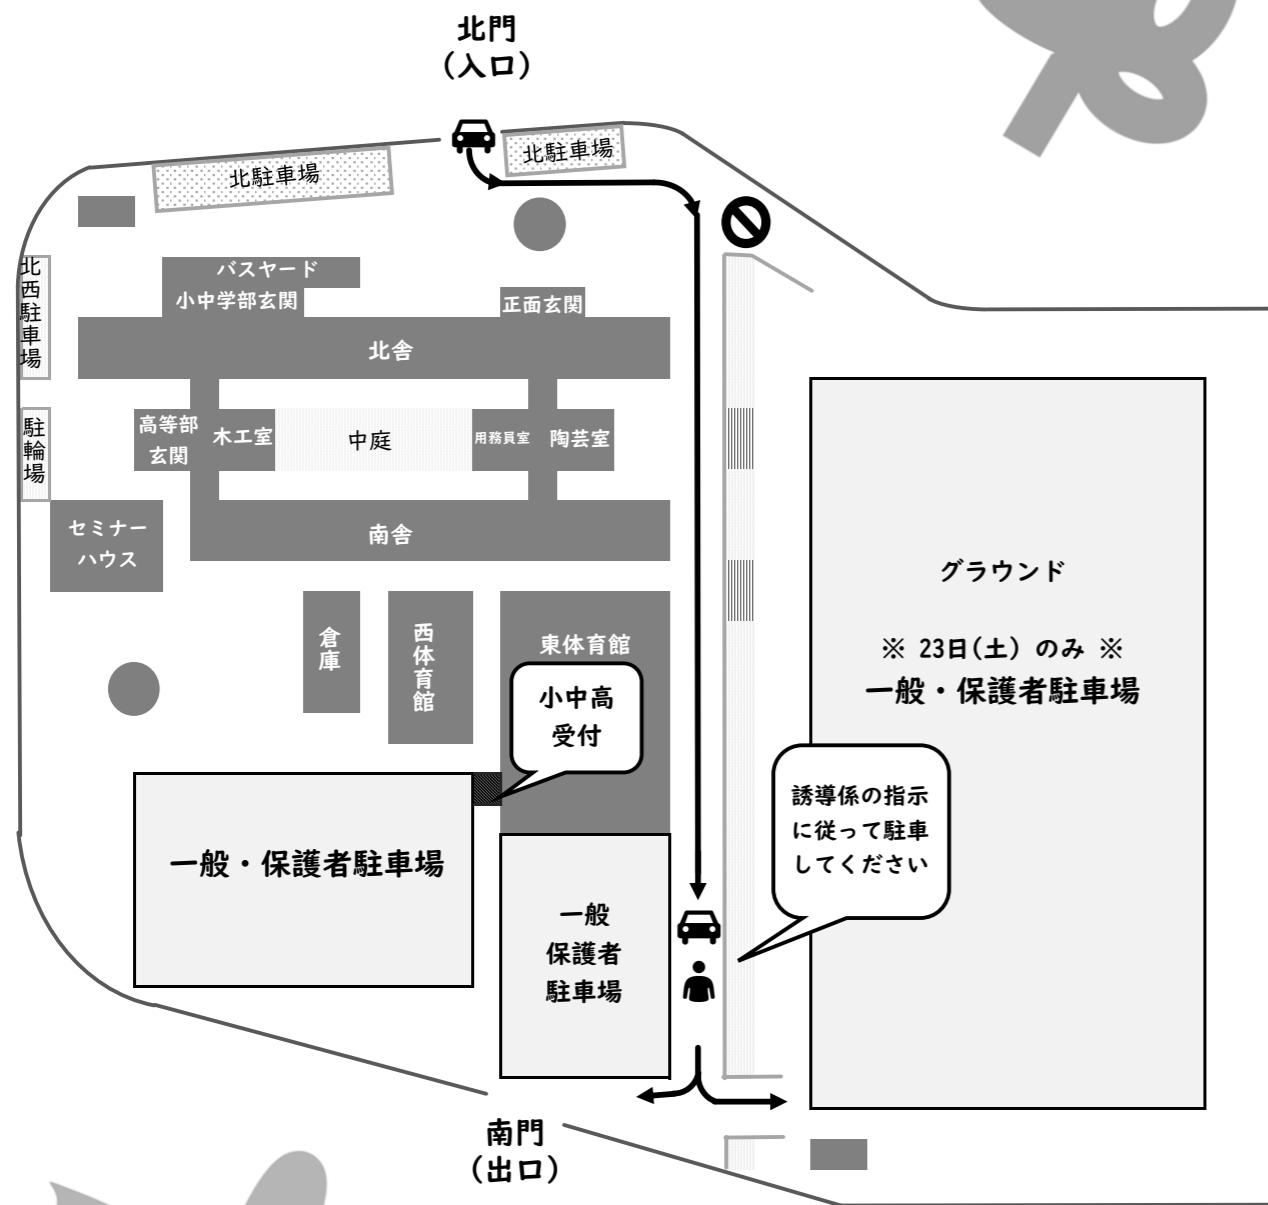 北門
（入口）
北駐車場
北駐車場
バスヤード
小中学部玄関
正面玄関
北西駐車場
北舎
駐輪場
高等部
玄関
木工室
中庭
用務員室
陶芸室
セミナー
ハウス
南舎
グラウンド
※ 23日(土) のみ ※
一般・保護者駐車場
倉庫
西体育館
東体育館
小中高
受付
誘導係の指示
に従って駐車
してください
一般・保護者駐車場
一般
保護者
駐車場
南門
（出口）